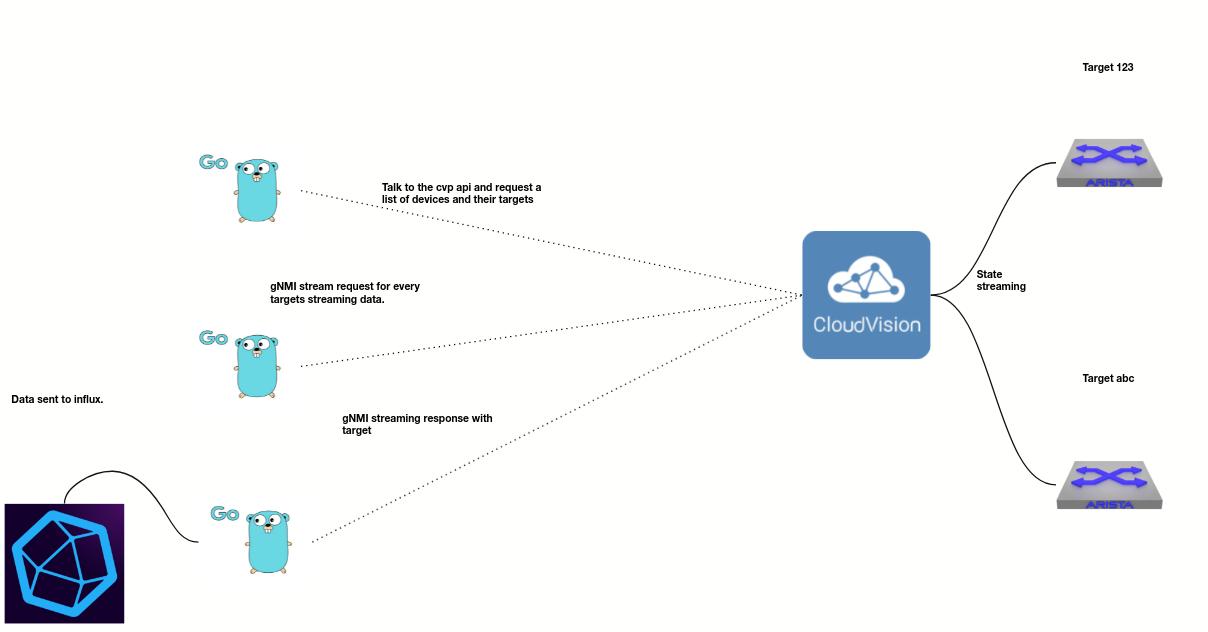 Target 123
Go
ARISTA
Talk to the cvp api and request a
list of devices and their targets
State
streaming
gNMI stream request for every
targets streaming data.
CloudVision
Go
Target abc
Data sent to influx.
gNMI streaming response with
target
ARISTA
Go